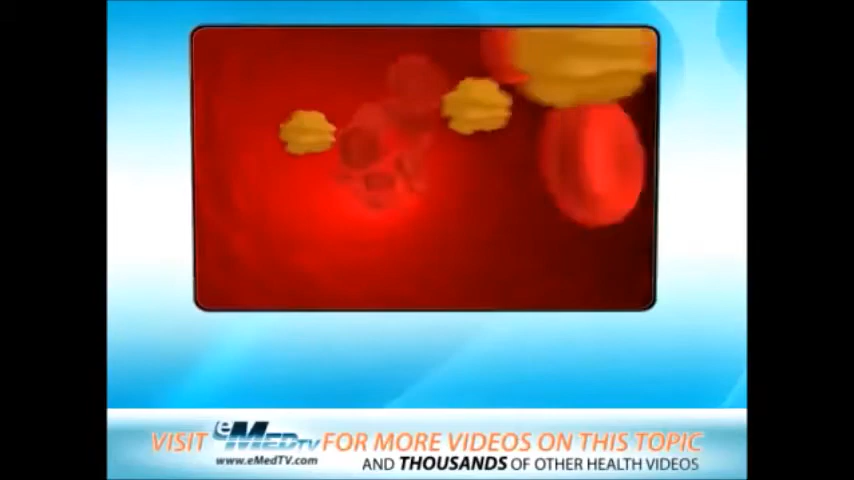 VISIT eMEDTV FOR MORE VIDEOS ON THIS TOPIC
www.eMedTV.com AND THOUSANDS OF OTHER HEALTH VIDEOS